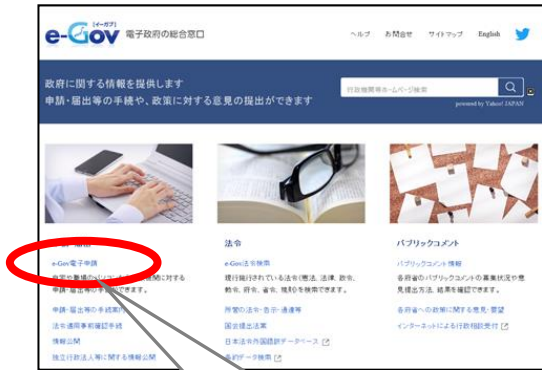 [イーガブ]
e-Gov 電子政府の総合窓口
ヘルプ お問合せ サイトマップ English
政府に関する情報を提供します
申請・届出等の手続や、政策に対する意見の提出ができます
行政機関等ホームページ検索
powered by Yahoo! JAPAN
e-Gov電子申請
申請・届出等の手続案内
法令適用事前確認手続
情報公開
独立行政法人等に関する情報公開
法令
e-Gov法令検索
現行施行されている法令(憲法、法律、政令、
勅令、府令、省令、規則)を検索できます。
所管の法令・告示・通達等
国会提出法案
日本法令外国語訳データベース
条約データ検索
パブリックコメント
パブリックコメント情報
各府省のパブリックコメントの募集状況や意
見提出方法、結果を確認できます。
各府省への政策に関する意見・要望
インターネットによる行政相談受付